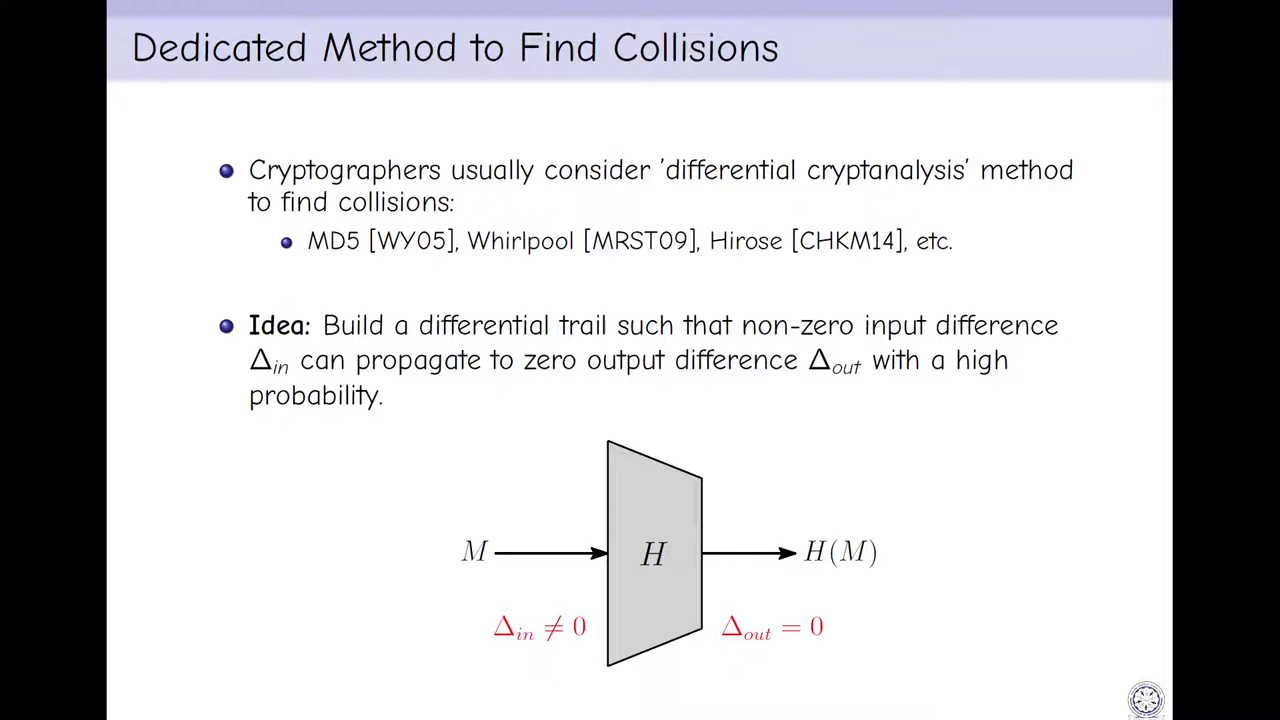 Dedicated Method to Find Collisions
Cryptographers usually consider 'differential cryptanalysis' method
to find collisions:
MD5 [WY05], Whirlpool [MRST09], Hirose [CHKM14], etc.
Idea: Build a differential trail such that non-zero input difference
Δin can propagate to zero output difference Δout with a high
probability.
M H H(M)
Δin ≠ 0 Δout = 0